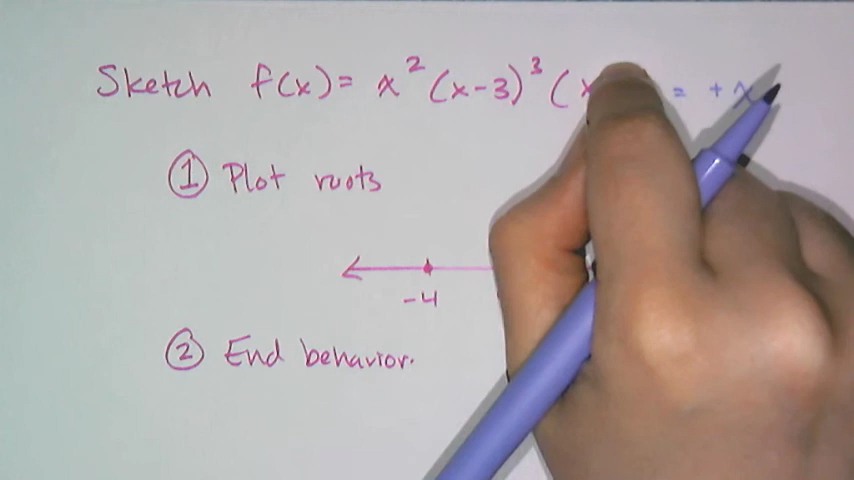 Sketch f(x) = x² (x-3)³ (x = + x
① Plot roots
-4
② End behavior.